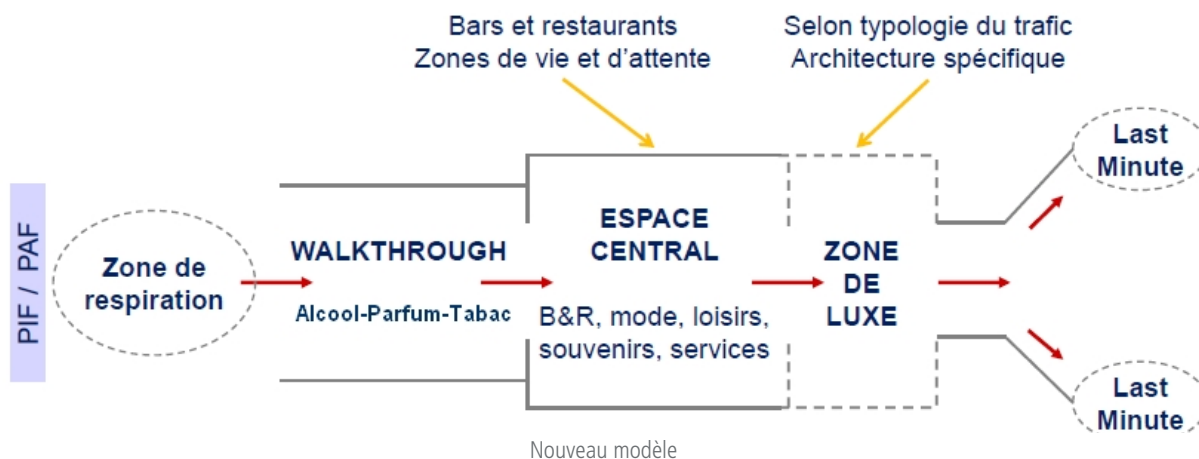 Bars et restaurants
Zones de vie et d'attente
Selon typologie du trafic
Architecture spécifique
PIF / PAF
Zone de
respiration
WALKTHROUGH
Alcool-Parfum-Tabac
ESPACE
CENTRAL
B&R, mode, loisirs,
souvenirs, services
ZONE
DE
LUXE
Last
Minute
Last
Minute
Nouveau modèle